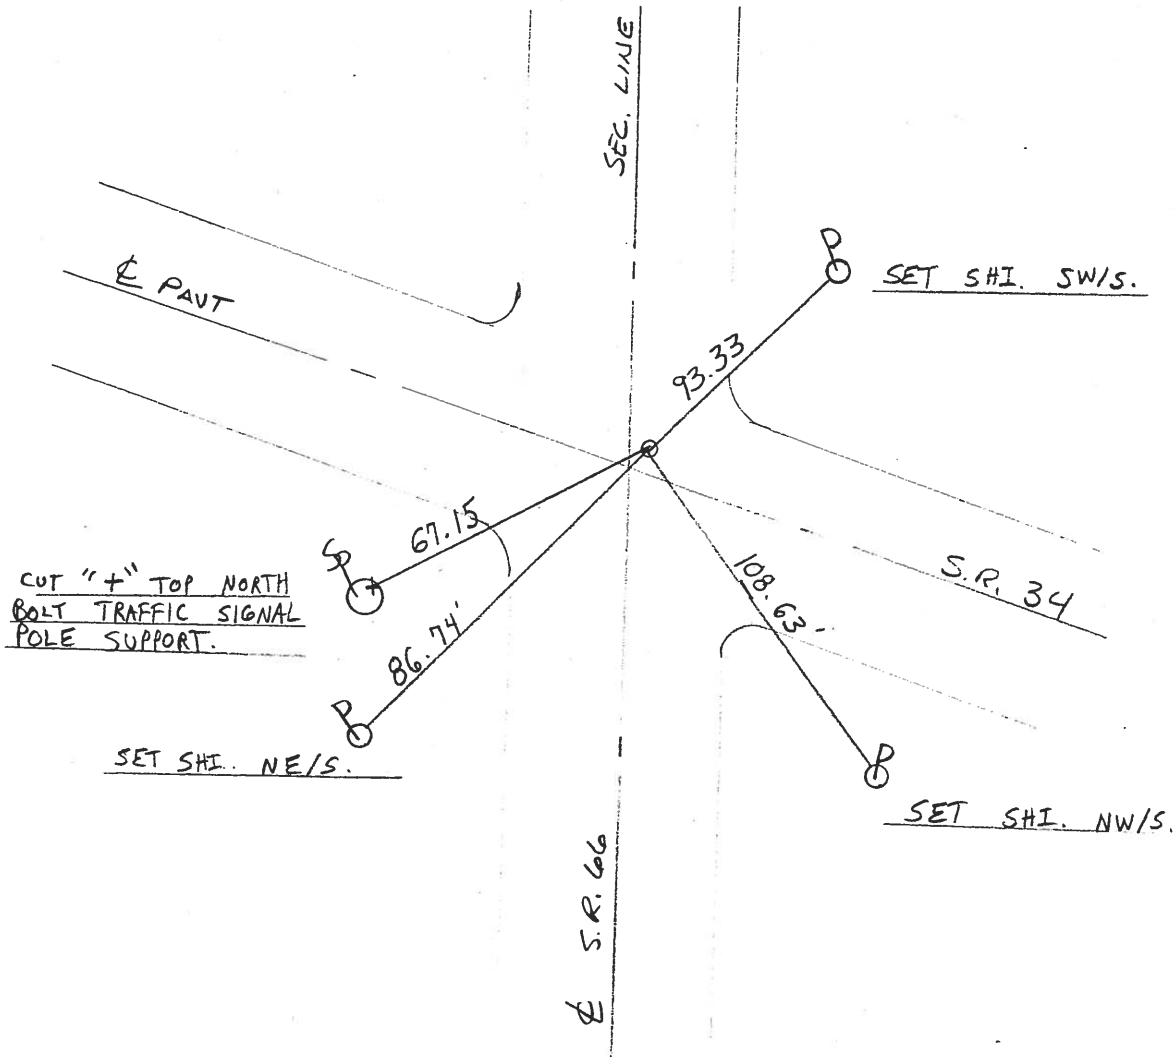 SEC. LINE
℄ PAVT
SET SHI. SW/S.
93.33
67.15
CUT "+" TOP NORTH
BOLT TRAFFIC SIGNAL
POLE SUPPORT.
86.74'
108.63'
S.R. 34
P
P
P
SET SHI. NE/S.
SET SHI. NW/S.
℄ S.R. 66